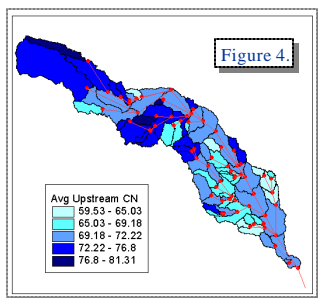 Figure 4.
Avg Upstream CN
59.53 - 65.03
65.03 - 69.18
69.18 - 72.22
72.22 - 76.8
76.8 - 81.31